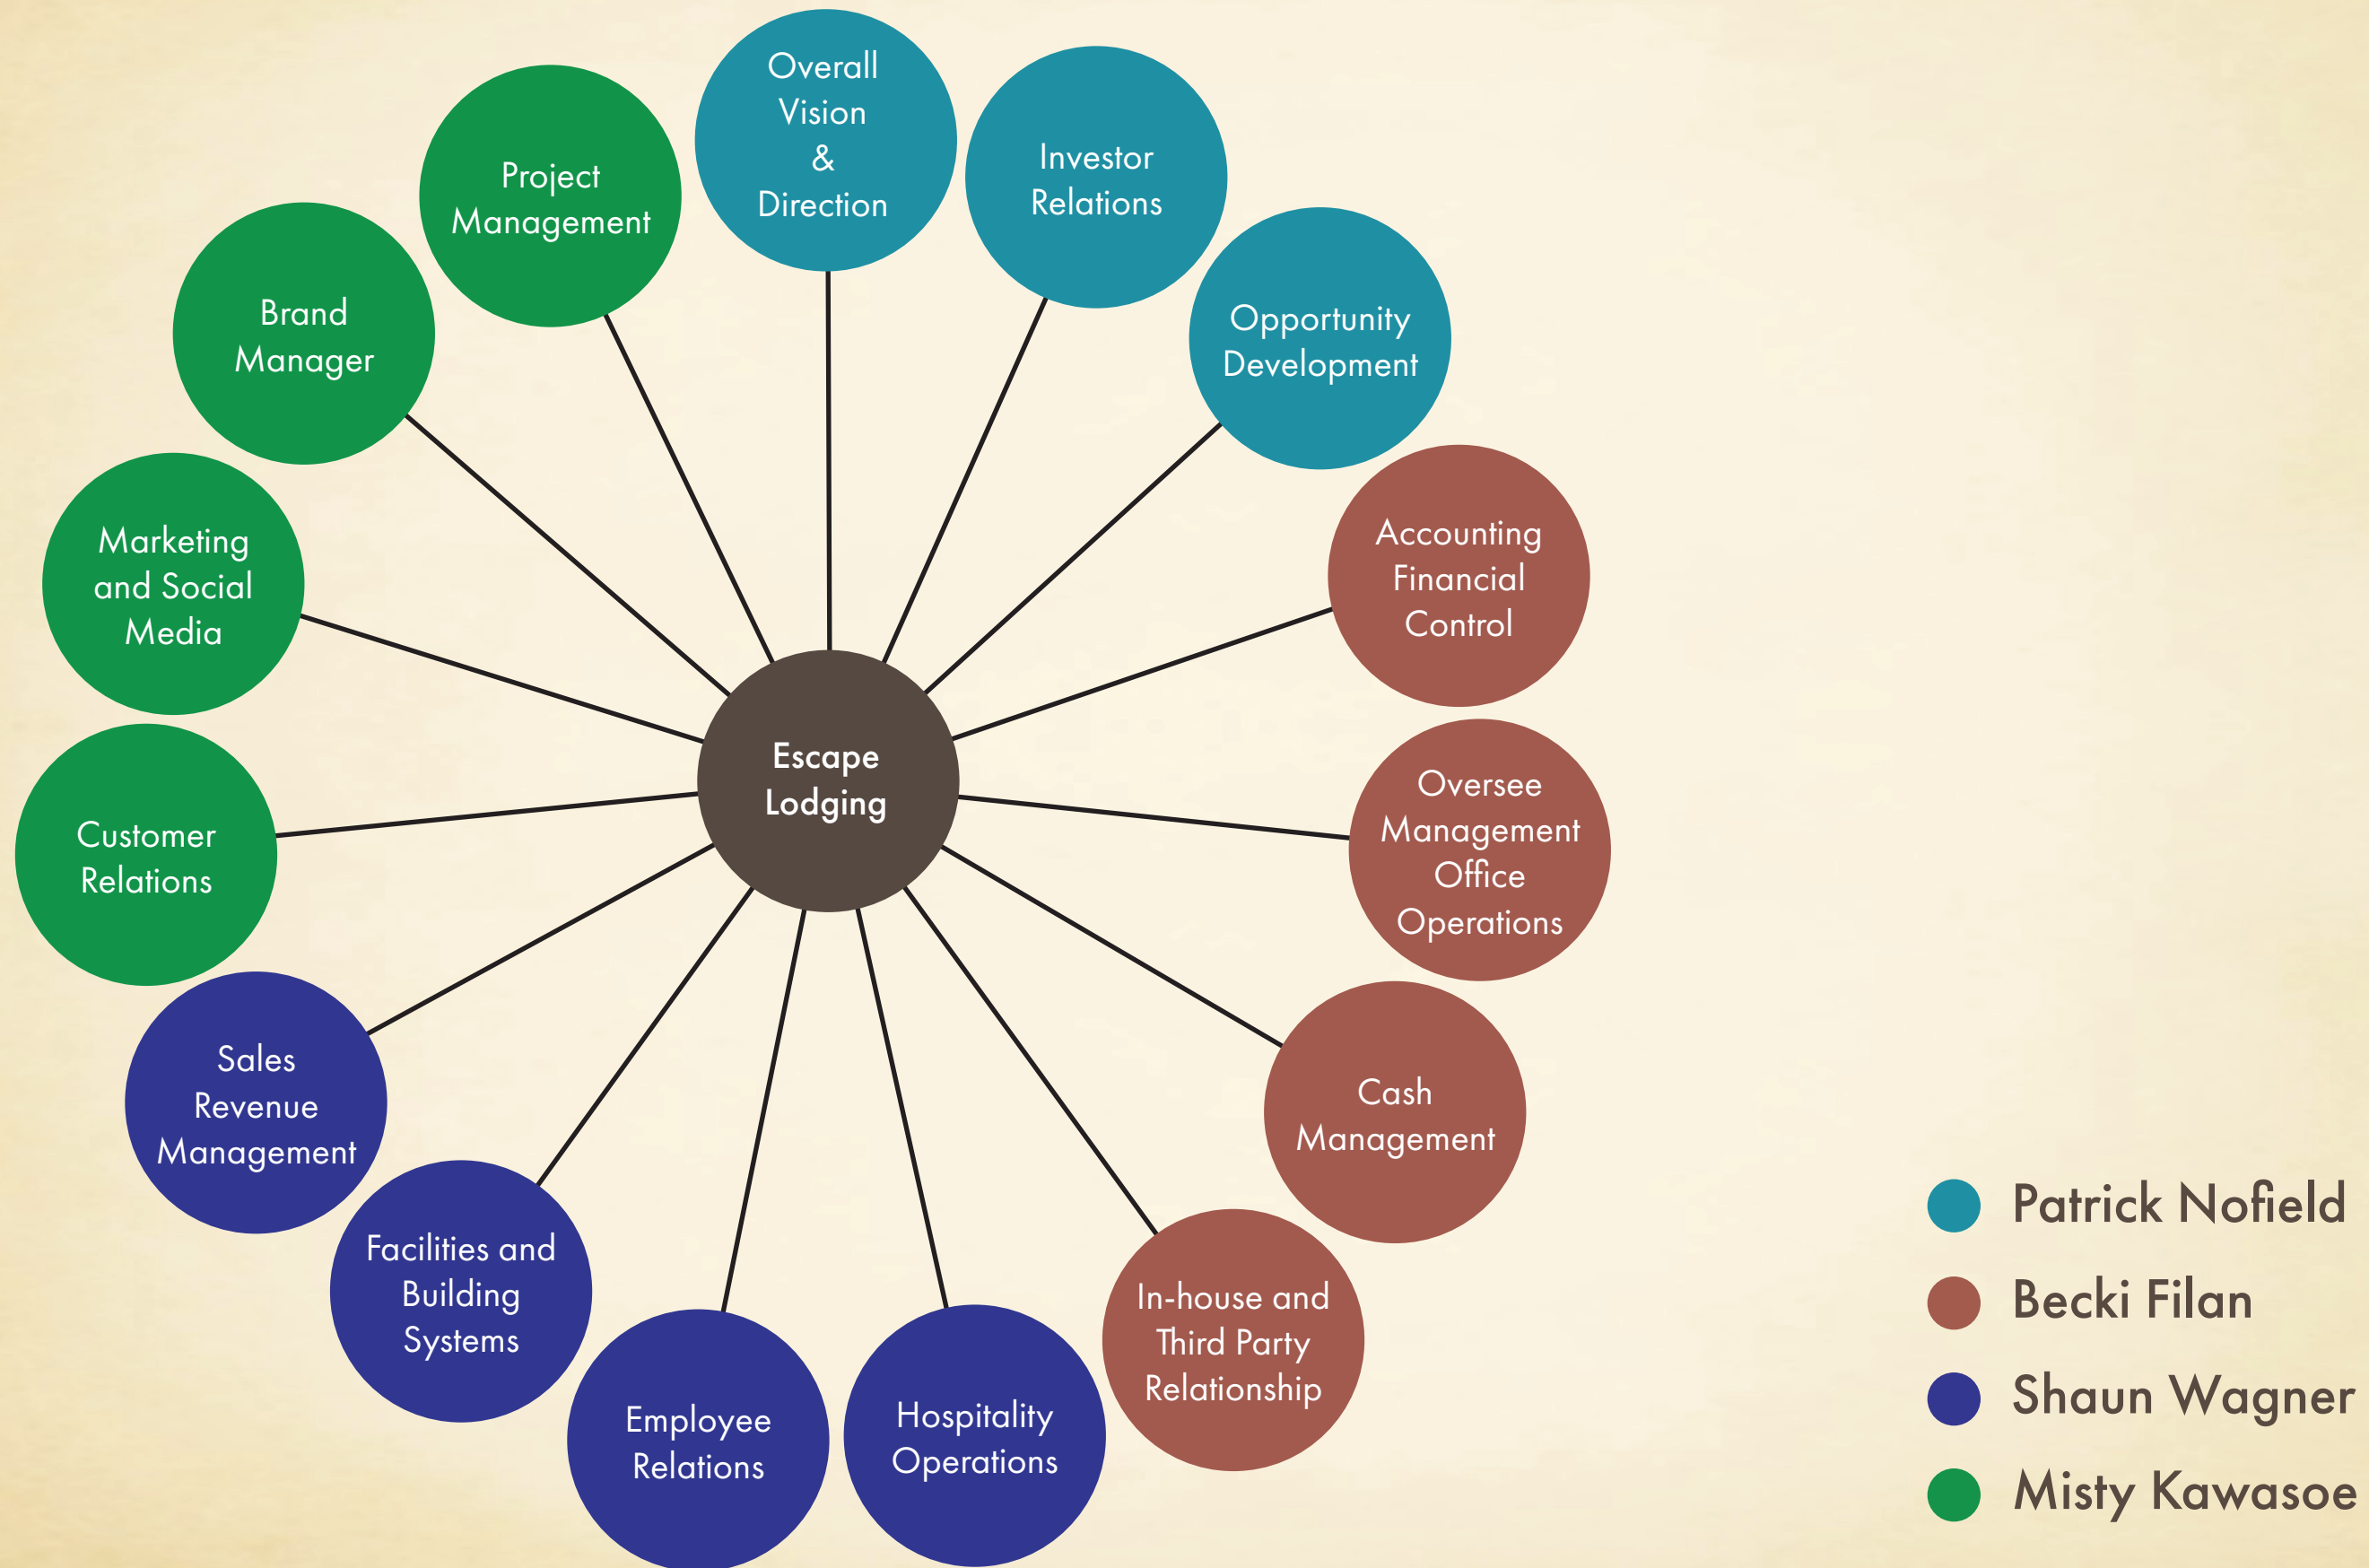 Overall
Vision
&
Direction
Investor
Relations
Opportunity
Development
Accounting
Financial
Control
Oversee
Management
Office
Operations
Cash
Management
In-house and
Third Party
Relationship
Hospitality
Operations
Employee
Relations
Facilities and
Building
Systems
Sales
Revenue
Management
Customer
Relations
Marketing
and Social
Media
Brand
Manager
Project
Management
Escape
Lodging
Patrick Nofield
Becki Filan
Shaun Wagner
Misty Kawasoe